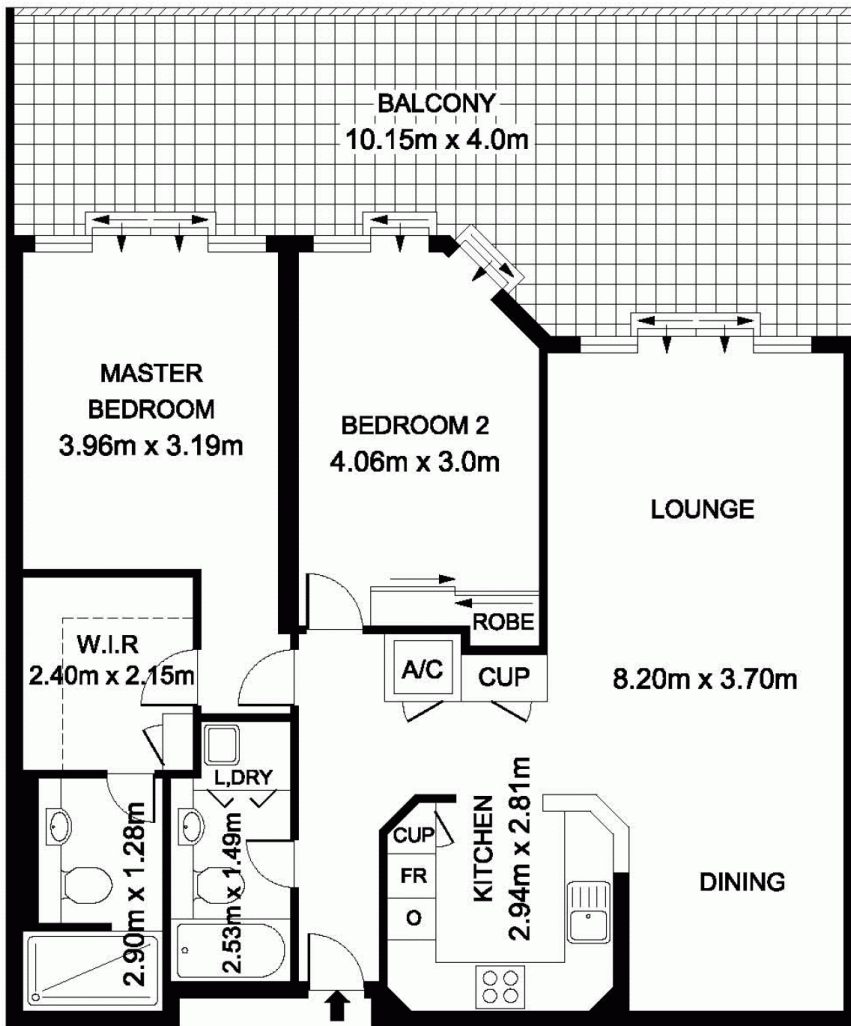 BALCONY
10.15m x 4.0m
MASTER
BEDROOM
3.96m x 3.19m
BEDROOM 2
4.06m x 3.0m
LOUNGE
ROBE
W.I.R
2.40m x 2.15m
A/C
CUP
8.20m x 3.70m
L,DRY
2.90m x 1.28m
2.53m x 1.49m
CUP
FR
O
KITCHEN
2.94m x 2.81m
DINING